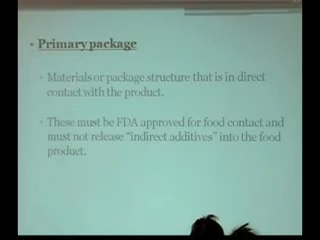 Primary package
Materials or package structure that is in direct
contact with the product.
These must be FDA approved for food contact and
must not release "indirect additives" into the food
product.